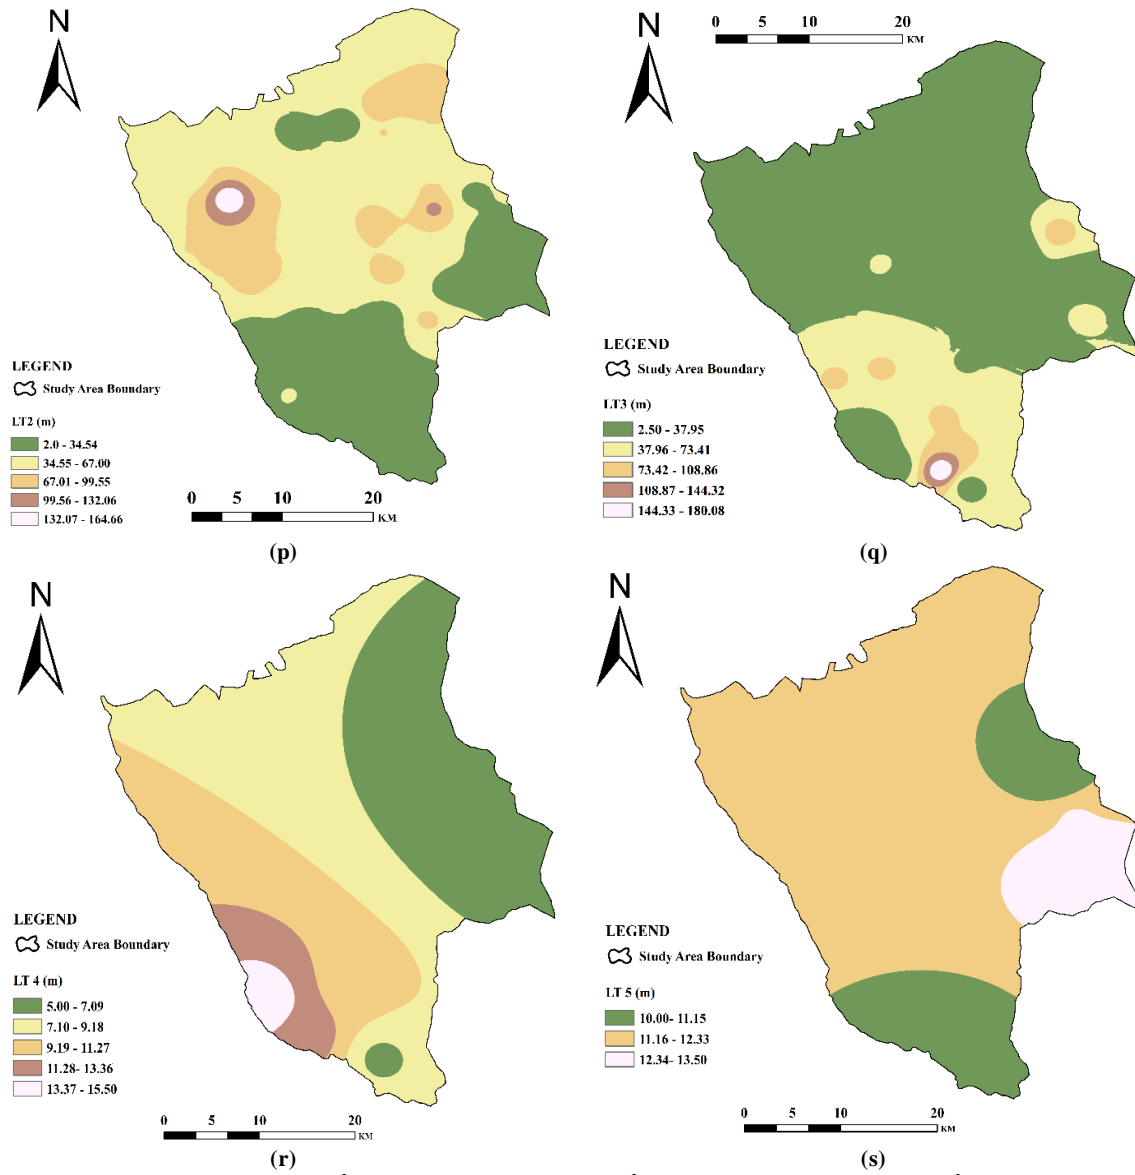 N
LEGEND
Study Area Boundary
LT2 (m)
2.0 - 34.54
34.55 - 67.00
67.01 - 99.55
99.56 - 132.06
132.07 - 164.66
0 5 10 20
KM
(p)
0 5 10 20
KM
N
LEGEND
Study Area Boundary
LT3 (m)
2.50 - 37.95
37.96 - 73.41
73.42 - 108.86
108.87 - 144.32
144.33 - 180.08
(q)
N
LEGEND
Study Area Boundary
LT 4 (m)
5.00 - 7.09
7.10 - 9.18
9.19 - 11.27
11.28- 13.36
13.37 - 15.50
0 5 10 20
KM
(r)
N
LEGEND
Study Area Boundary
LT 5 (m)
10.00- 11.15
11.16 - 12.33
12.34- 13.50
0 5 10 20
KM
(s)